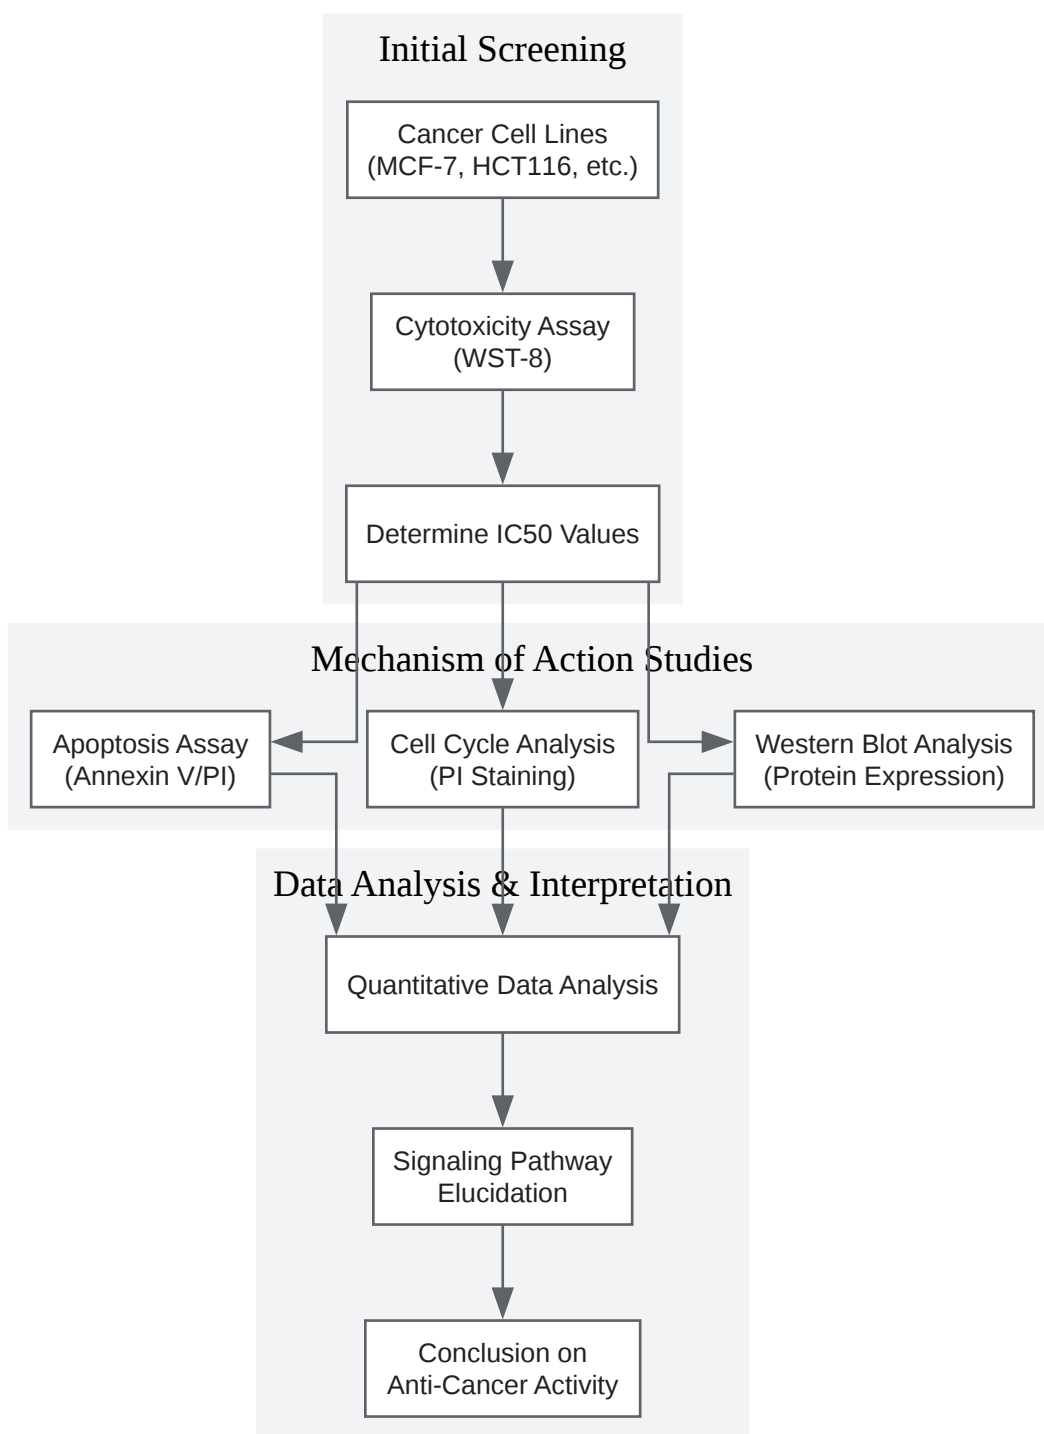 Initial Screening
Cancer Cell Lines
(MCF-7, HCT116, etc.)
Cytotoxicity Assay
(WST-8)
Determine IC50 Values
Mechanism of Action Studies
Apoptosis Assay
(Annexin V/PI)
Cell Cycle Analysis
(PI Staining)
Western Blot Analysis
(Protein Expression)
Data Analysis & Interpretation
Quantitative Data Analysis
Signaling Pathway
Elucidation
Conclusion on
Anti-Cancer Activity